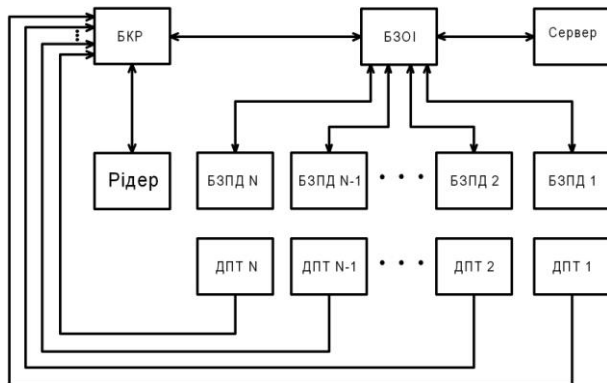 БКР
БЗОІ
Сервер
Рідер
БЗПД N
БЗПД N-1
БЗПД 2
БЗПД 1
ДПТ N
ДПТ N-1
ДПТ 2
ДПТ 1